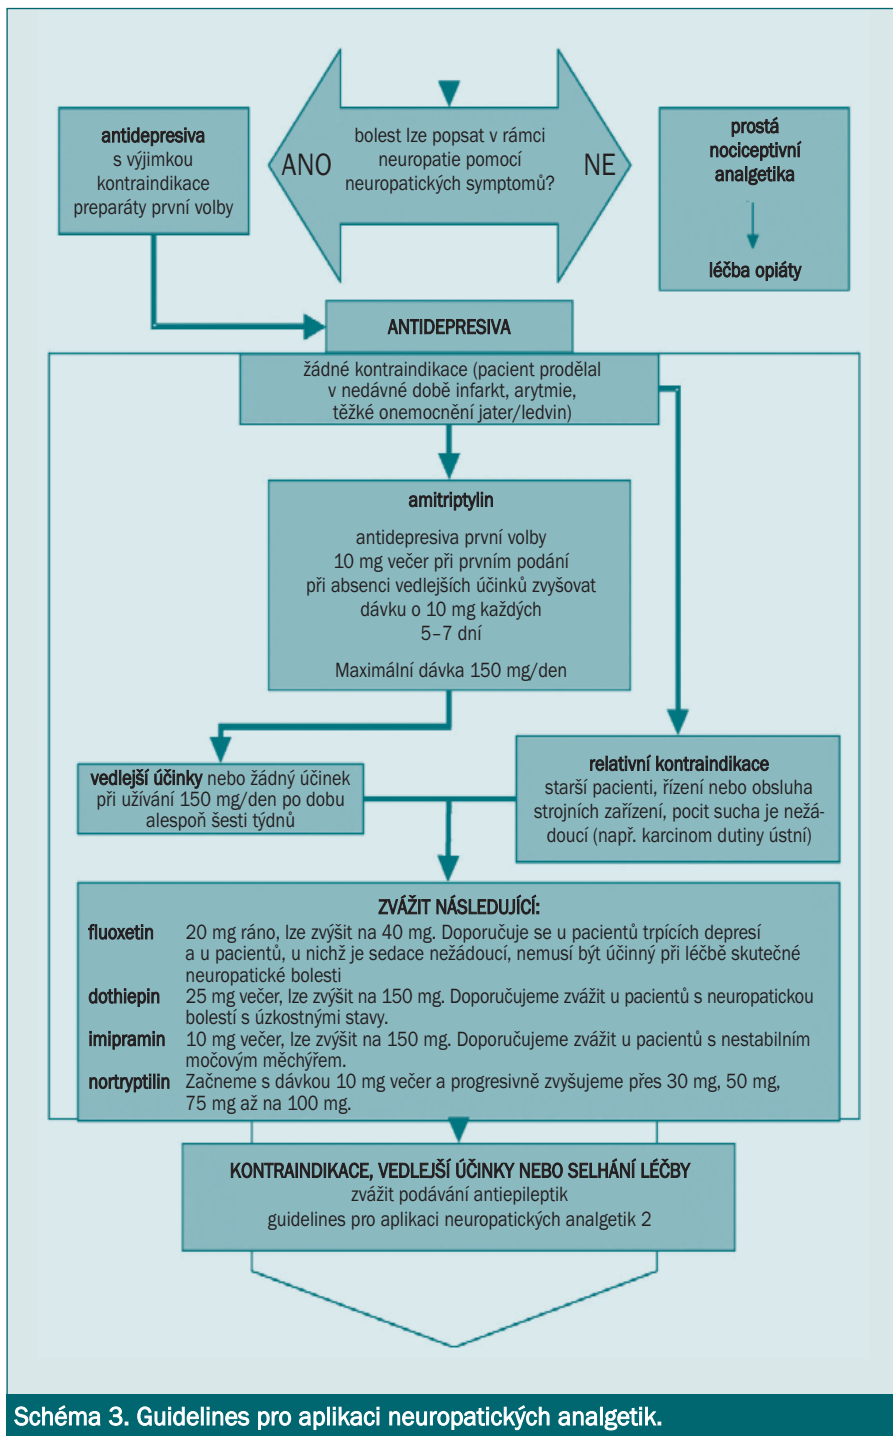 antidepresiva
s výjimkou
kontraindikace
preparáty první volby
ANO
bolest lze popsat v rámci
neuropatie pomocí
neuropatických symptomů?
NE
prostá
nociceptivní
analgetika
léčba opiáty
ANTIDEPRESIVA
žádné kontraindikace (pacient prodělal
v nedávné době infarkt, arytmie,
těžké onemocnění jater/ledvin)
amitriptylin
antidepresiva první volby
10 mg večer při prvním podání
při absenci vedlejších účinků zvyšovat
dávku o 10 mg každých
5–7 dní
Maximální dávka 150 mg/den
vedlejší účinky nebo žádný účinek
při užívání 150 mg/den po dobu
alespoň šesti týdnů
relativní kontraindikace
starší pacienti, řízení nebo obsluha
strojních zařízení, pocit sucha je nežá-
doucí (např. karcinom dutiny ústní)
ZVÁŽIT NÁSLEDUJÍCÍ:
fluoxetin 20 mg ráno, lze zvýšit na 40 mg. Doporučuje se u pacientů trpících depresí
a u pacientů, u nichž je sedace nežádoucí, nemusí být účinný při léčbě skutečné
neuropatické bolesti
dothiepin 25 mg večer, lze zvýšit na 150 mg. Doporučujeme zvážit u pacientů s neuropatickou
bolestí s úzkostnými stavy.
imipramin 10 mg večer, lze zvýšit na 150 mg. Doporučujeme zvážit u pacientů s nestabilním
močovým měchýřem.
nortryptilin Začneme s dávkou 10 mg večer a progresivně zvyšujeme přes 30 mg, 50 mg,
75 mg až na 100 mg.
KONTRAINDIKACE, VEDLEJŠÍ ÚČINKY NEBO SELHÁNÍ LÉČBY
zvážit podávání antiepileptik
guidelines pro aplikaci neuropatických analgetik 2
Schéma 3. Guidelines pro aplikaci neuropatických analgetik.